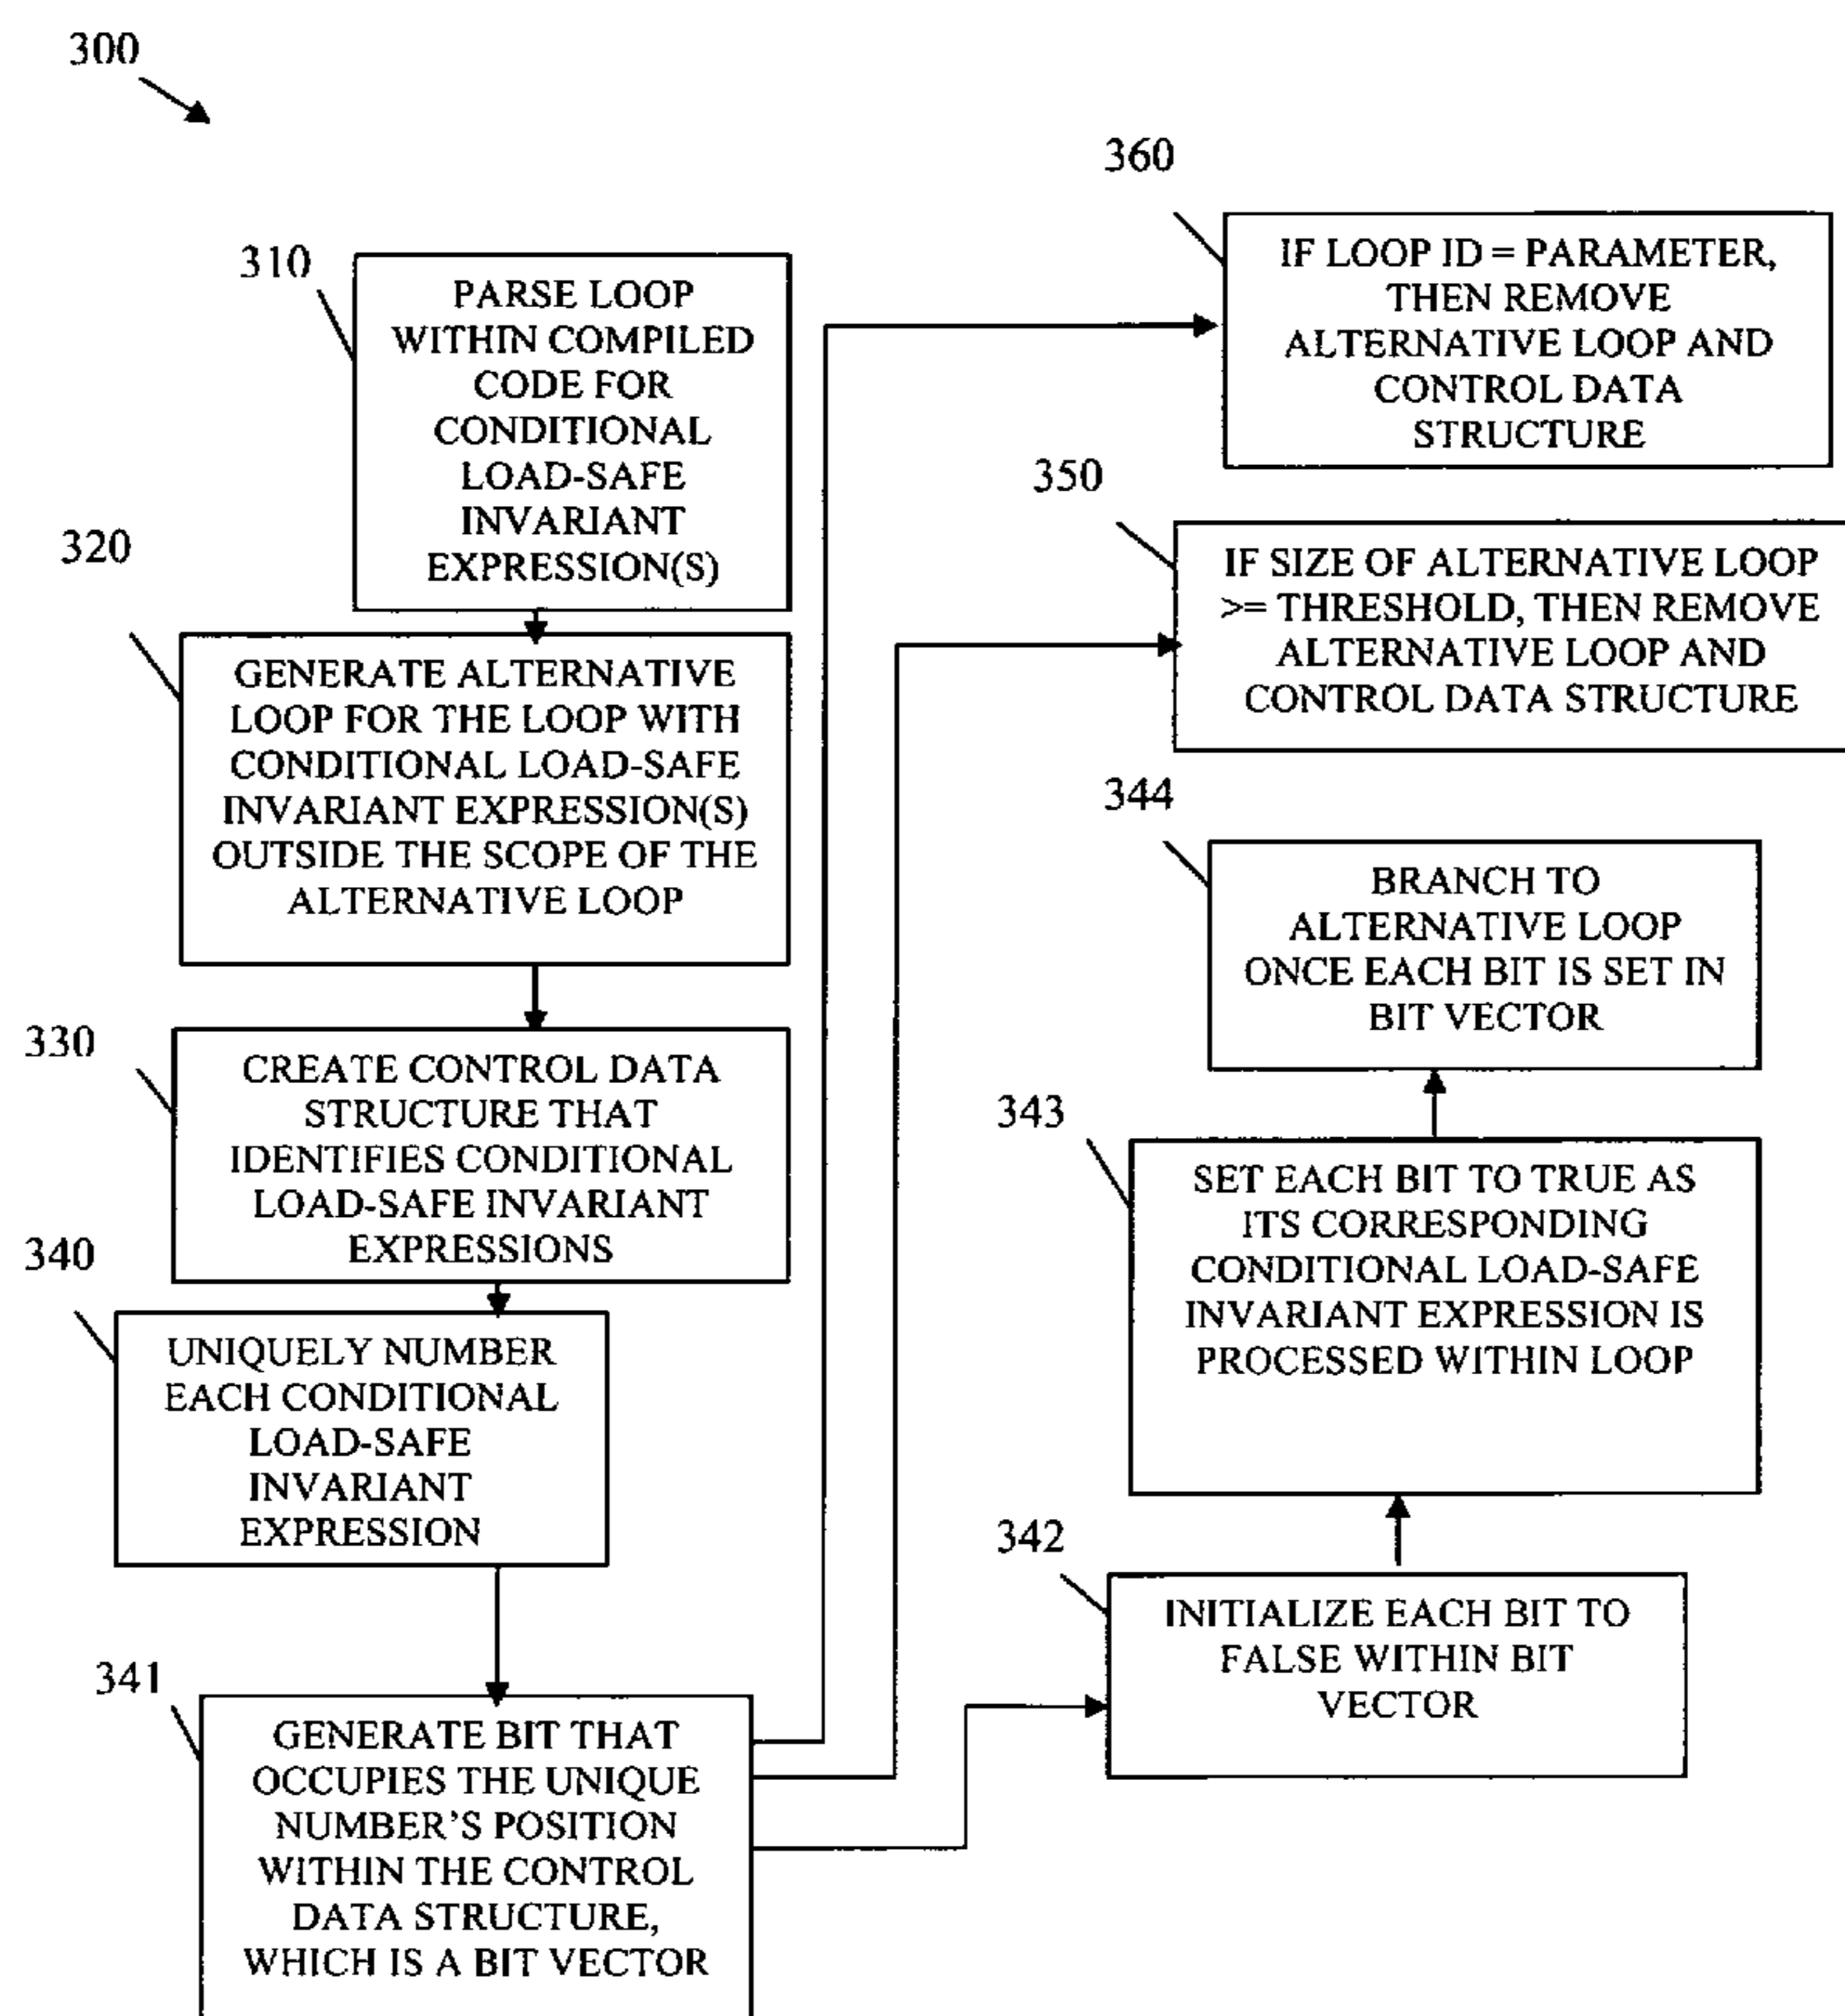 300
310
PARSE LOOP
WITHIN COMPILED
CODE FOR
CONDITIONAL
LOAD-SAFE
INVARIANT
EXPRESSION(S)
320
GENERATE ALTERNATIVE
LOOP FOR THE LOOP WITH
CONDITIONAL LOAD-SAFE
INVARIANT EXPRESSION(S)
OUTSIDE THE SCOPE OF THE
ALTERNATIVE LOOP
330
CREATE CONTROL DATA
STRUCTURE THAT
IDENTIFIES CONDITIONAL
LOAD-SAFE INVARIANT
EXPRESSIONS
340
UNIQUELY NUMBER
EACH CONDITIONAL
LOAD-SAFE
INVARIANT
EXPRESSION
341
GENERATE BIT THAT
OCCUPIES THE UNIQUE
NUMBER'S POSITION
WITHIN THE CONTROL
DATA STRUCTURE,
WHICH IS A BIT VECTOR
360
IF LOOP ID = PARAMETER,
THEN REMOVE
ALTERNATIVE LOOP AND
CONTROL DATA
STRUCTURE
350
IF SIZE OF ALTERNATIVE LOOP
>= THRESHOLD, THEN REMOVE
ALTERNATIVE LOOP AND
CONTROL DATA STRUCTURE
344
BRANCH TO
ALTERNATIVE LOOP
ONCE EACH BIT IS SET IN
BIT VECTOR
343
SET EACH BIT TO TRUE AS
ITS CORRESPONDING
CONDITIONAL LOAD-SAFE
INVARIANT EXPRESSION IS
PROCESSED WITHIN LOOP
342
INITIALIZE EACH BIT TO
FALSE WITHIN BIT
VECTOR